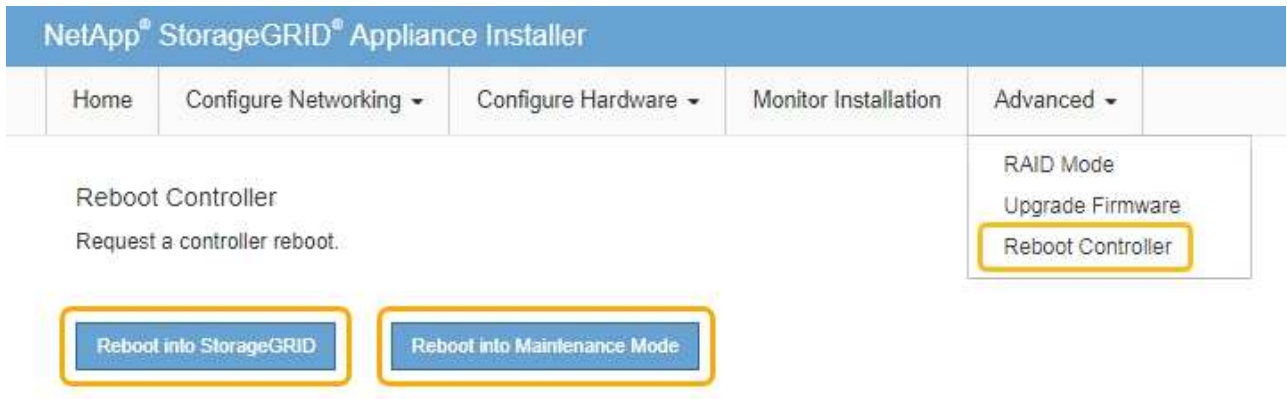 NetApp® StorageGRID® Appliance Installer
Home Configure Networking Configure Hardware Monitor Installation Advanced
RAID Mode
Upgrade Firmware
Reboot Controller
Reboot Controller
Request a controller reboot.
Reboot into StorageGRID Reboot into Maintenance Mode